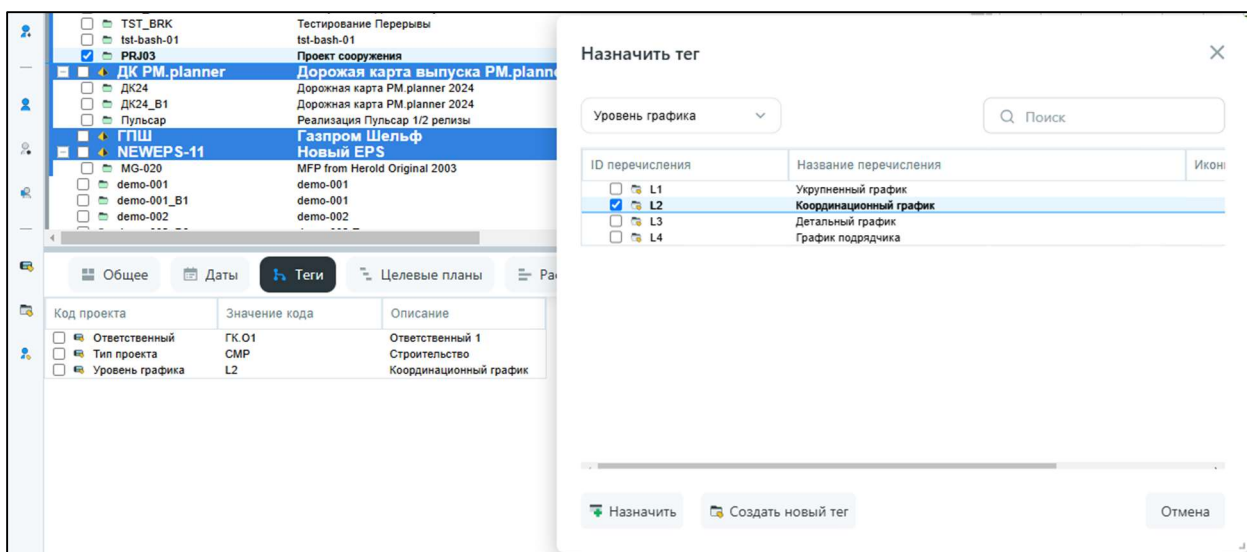 TST_BRK Тестирование Перерывы
tst-bash-01 tst-bash-01
PRJ03 Проект сооружения
ДК PM.planner Дорожая карта выпуска PM.planne
ДК24 Дорожная карта PM.planner 2024
ДК24_B1 Дорожная карта PM.planner 2024
Пульсар Реализация Пульсар 1/2 релизы
ГПШ Газпром Шельф
NEWEPS-11 Новый EPS
MG-020 MFP from Herold Original 2003
demo-001 demo-001
demo-001_B1 demo-001
demo-002 demo-002
Общее Даты Теги Целевые планы Рас
Код проекта Значение кода Описание
Ответственный ГК.О1 Ответственный 1
Тип проекта СМР Строительство
Уровень графика L2 Координационный график
Назначить тег
Уровень графика Поиск
ID перечисления Название перечисления Икон
L1 Укрупненный график
L2 Координационный график
L3 Детальный график
L4 График подрядчика
Назначить Создать новый тег Отмена